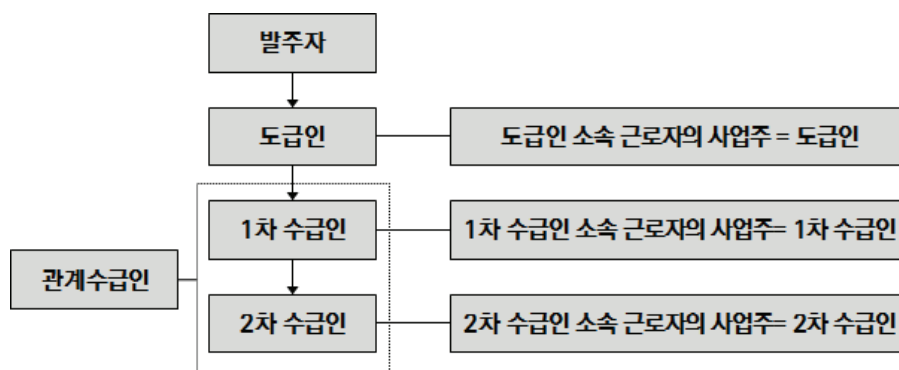 발주자
도급인
도급인 소속 근로자의 사업주 = 도급인
1차 수급인
1차 수급인 소속 근로자의 사업주= 1차 수급인
관계수급인
2차 수급인
2차 수급인 소속 근로자의 사업주= 2차 수급인